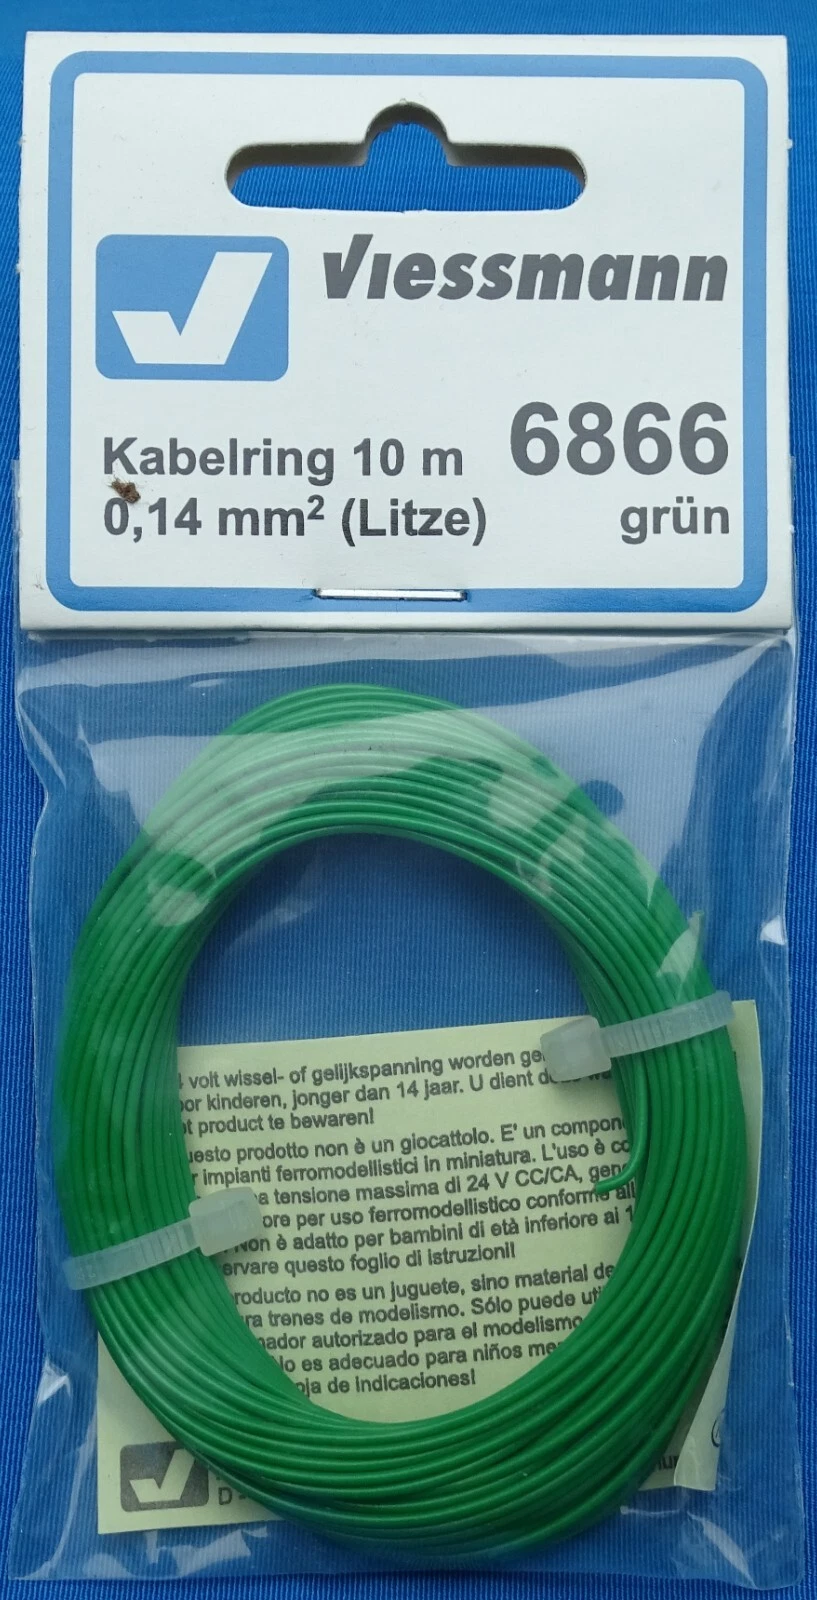 Viessmann
6866
Kabelring 10 m
0,14 mm² (Litze)
grün
volt wissel- of gelijkspanning worden
kinderen, jonger dan 14 jaar. U dient
product te bewaren!
prodotto non è un giocattolo. E' un
impianti ferromodellistici in miniatura. L'uso è
tensione massima di 24 V CC/CA,
per uso ferromodellistico conforme
Non è adatto per bambini di età inferiore ai
questo foglio di istruzioni!
no es un juguete, sino material de
trenes de modelismo. Sólo puede
autorizado para el modelismo
es adecuado para niños
de indicaciones!
D -